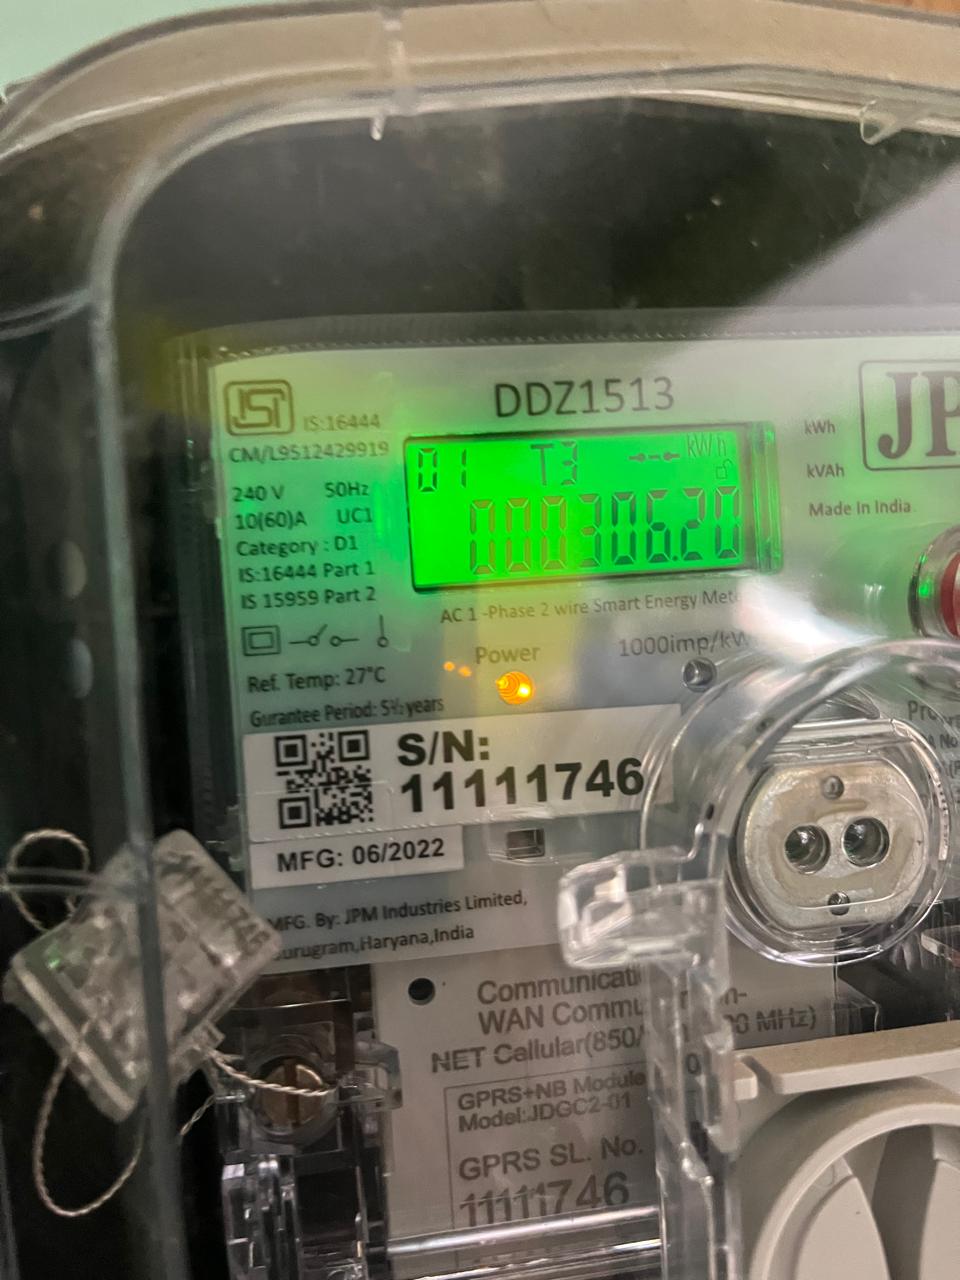 DDZ1513
JP
IS:16444
CM/L9512429919
240 V 50Hz
10(60)A UC1
Category : D1
IS:16444 Part 1
IS 15959 Part 2
01 T3 kWh
000306.20
kWh
kVAh
Made In India
AC 1 -Phase 2 wire Smart Energy Mete
Power
1000imp/kW
Ref. Temp: 27°C
Gurantee Period: 5½ years
S/N:
11111746
MFG: 06/2022
MFG. By: JPM Industries Limited,
urugram,Haryana,India
Communicati
WAN Commu
NET Cellular(850/ 00 MHz)
GPRS+NB Module
Model:JDGC2-01
GPRS SL. No.
11111746